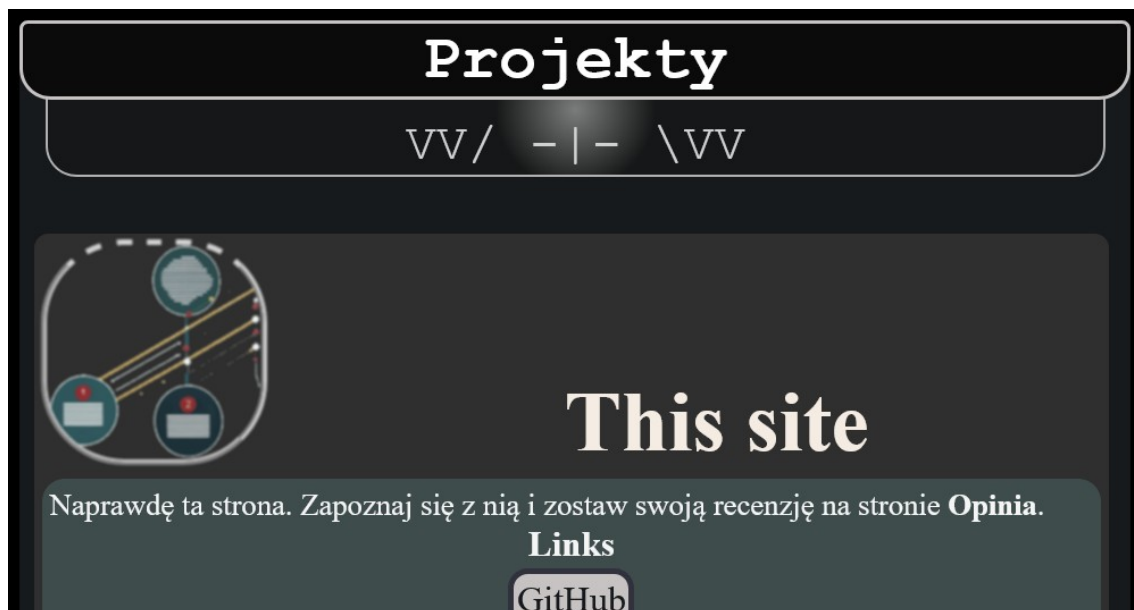 Projekty
VV/ -|- \VV
This site
Naprawdę ta strona. Zapoznaj się z nią i zostaw swoją recenzję na stronie Opinia.
Links
GitHub